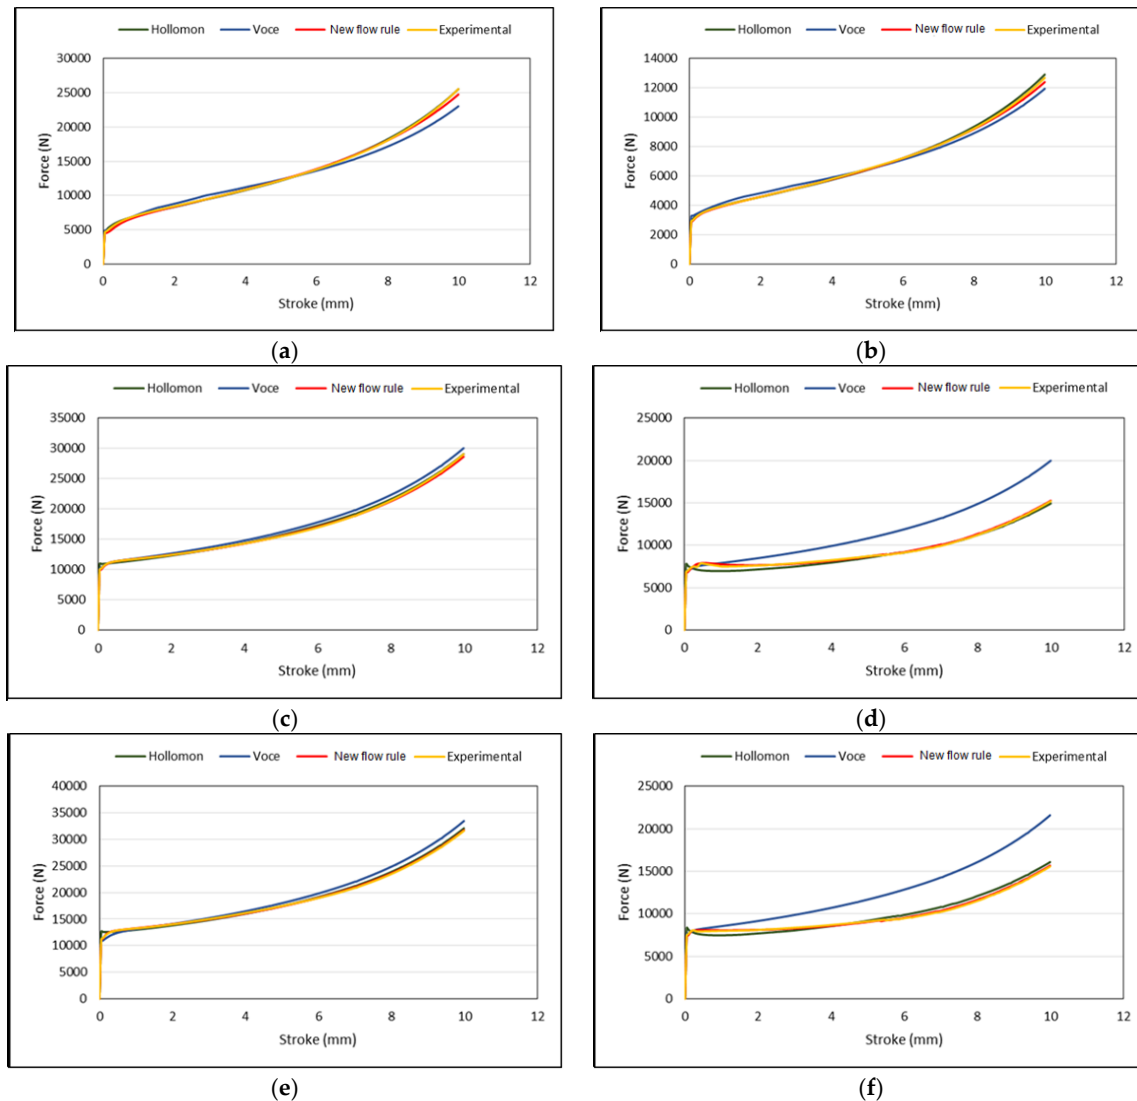 Hollomon Voce New flow rule Experimental
30000
25000
20000
15000
10000
5000
0
Force (N)
0 2 4 6 8 10 12
Stroke (mm)
(a)
Hollomon Voce New flow rule Experimental
14000
12000
10000
8000
6000
4000
2000
0
Force (N)
0 2 4 6 8 10 12
Stroke (mm)
(b)
Hollomon Voce New flow rule Experimental
35000
30000
25000
20000
15000
10000
5000
0
Force (N)
0 2 4 6 8 10 12
Stroke (mm)
(c)
Hollomon Voce New flow rule Experimental
25000
20000
15000
10000
5000
0
Force (N)
0 2 4 6 8 10 12
Stroke (mm)
(d)
Hollomon Voce New flow rule Experimental
40000
35000
30000
25000
20000
15000
10000
5000
0
Force (N)
0 2 4 6 8 10 12
Stroke (mm)
(e)
Hollomon Voce New flow rule Experimental
25000
20000
15000
10000
5000
0
Force (N)
0 2 4 6 8 10 12
Stroke (mm)
(f)